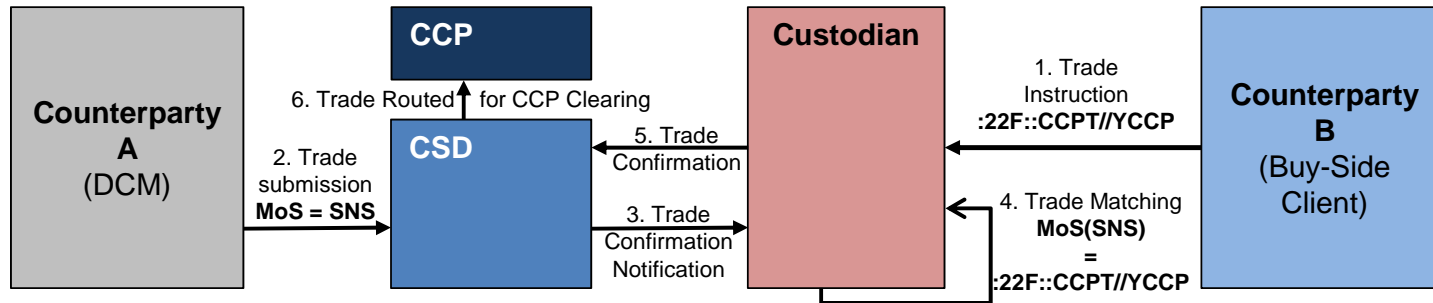 Counterparty
A
(DCM)
2. Trade
submission
MoS = SNS
CCP
6. Trade Routed for CCP Clearing
CSD
5. Trade
Confirmation
3. Trade
Confirmation
Notification
Custodian
1. Trade
Instruction
:22F::CCPT//YCCP
4. Trade Matching
MoS(SNS)
=
:22F::CCPT//YCCP
Counterparty
B
(Buy-Side
Client)